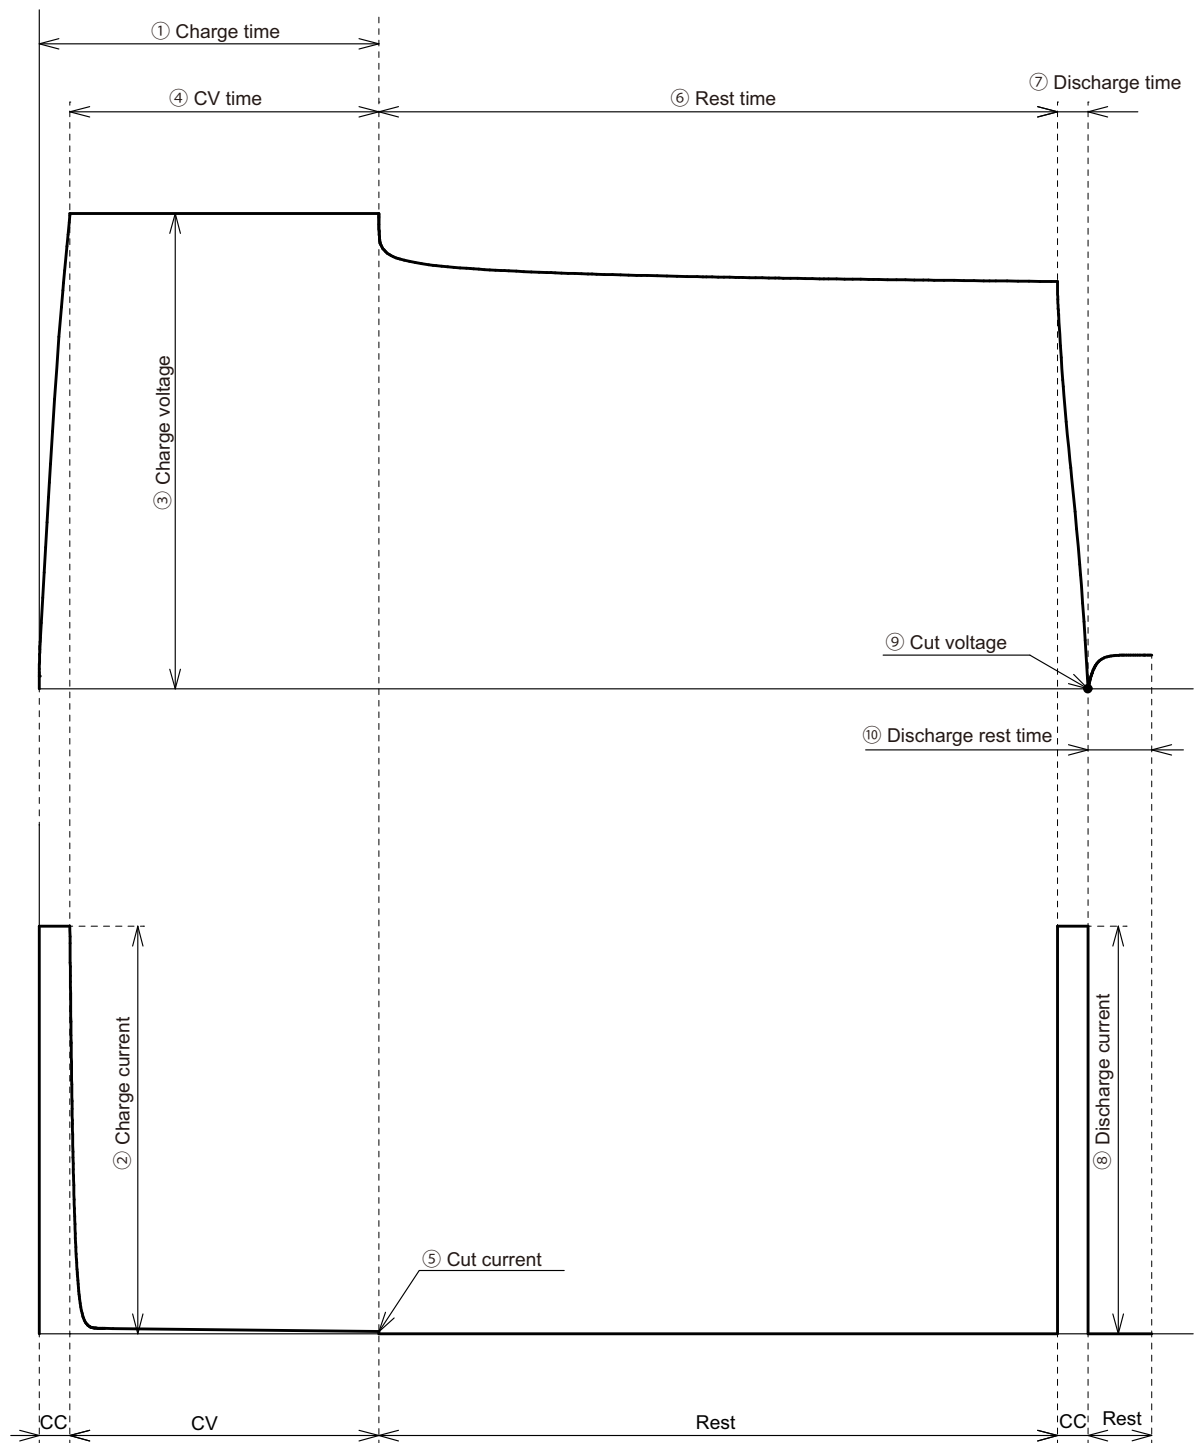 ① Charge time
④ CV time
⑥ Rest time
⑦ Discharge time
③ Charge voltage
⑨ Cut voltage
⑩ Discharge rest time
② Charge current
⑧ Discharge current
⑤ Cut current
CC
CV
Rest
CC
Rest